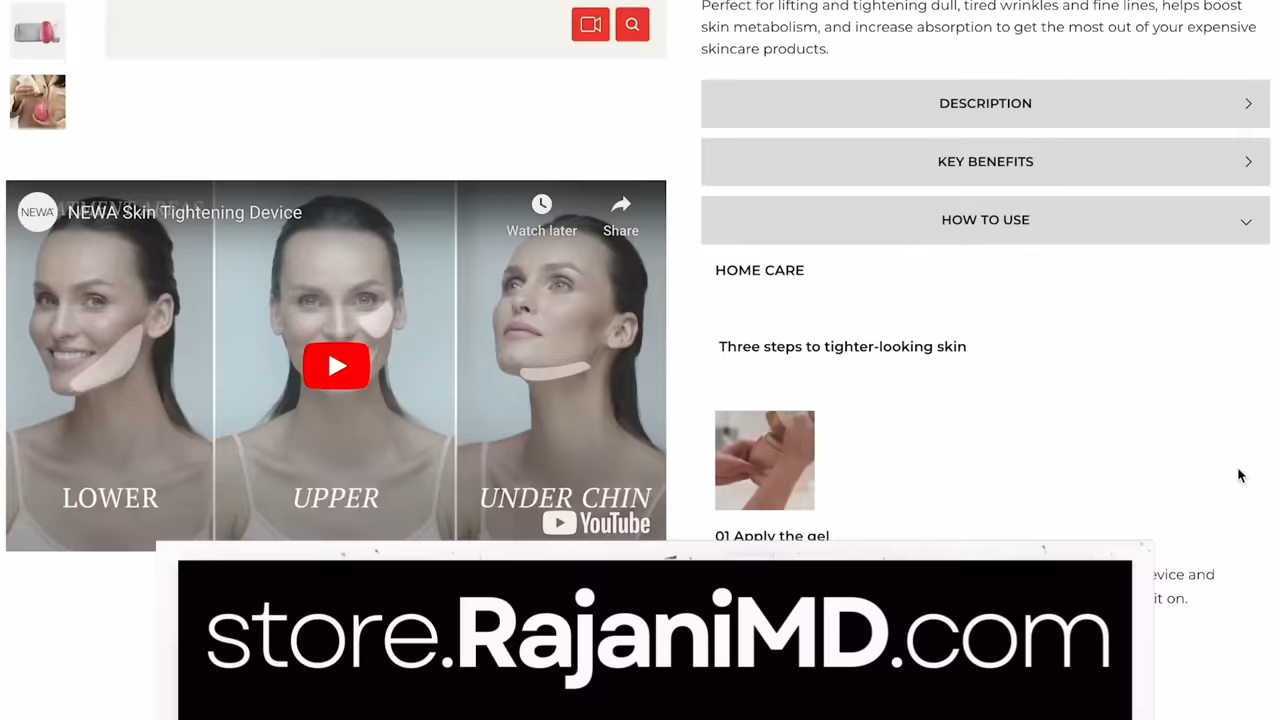 Perfect for lifting and tightening dull, tired wrinkles and fine lines, helps boost
skin metabolism, and increase absorption to get the most out of your expensive
skincare products.
DESCRIPTION
KEY BENEFITS
HOW TO USE
HOME CARE
Three steps to tighter-looking skin
01 Apply the gel
evice and
it on.
NEWA
NEWA Skin Tightening Device
Watch later
Share
LOWER
UPPER
UNDER CHIN
YouTube
store.RajaniMD.com